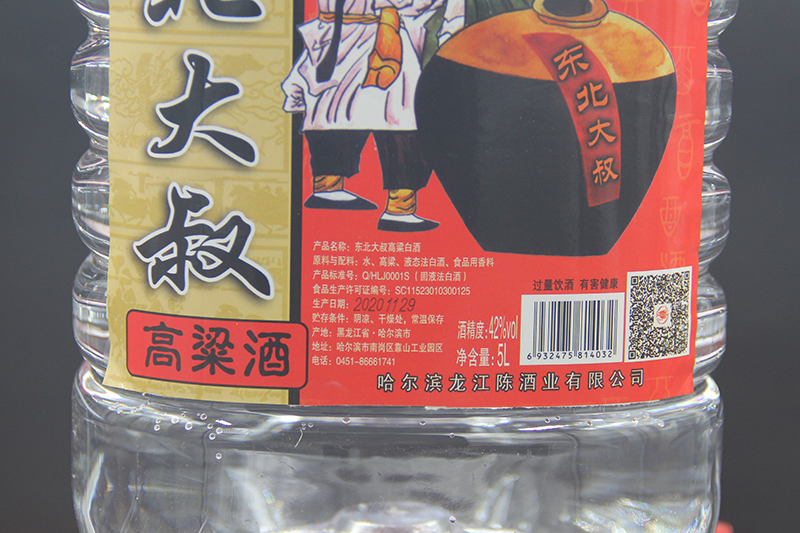 北大叔
高粱酒
东北大叔
产品名称：东北大叔高粱白酒
原料与配料：水、高粱、液态法白酒、食品用香料
产品标准号：Q/HLJ0001S（固液法白酒）
食品生产许可证编号：SC11523010300125
生产日期：20201129
贮存条件：阴凉、干燥处，常温保存
产地：黑龙江省·哈尔滨市
地址：哈尔滨市南岗区靠山工业园区
电话：0451-86661741
酒精度：42%vol
净含量：5L
过量饮酒 有害健康
6932475814032
哈尔滨龙江陈酒业有限公司